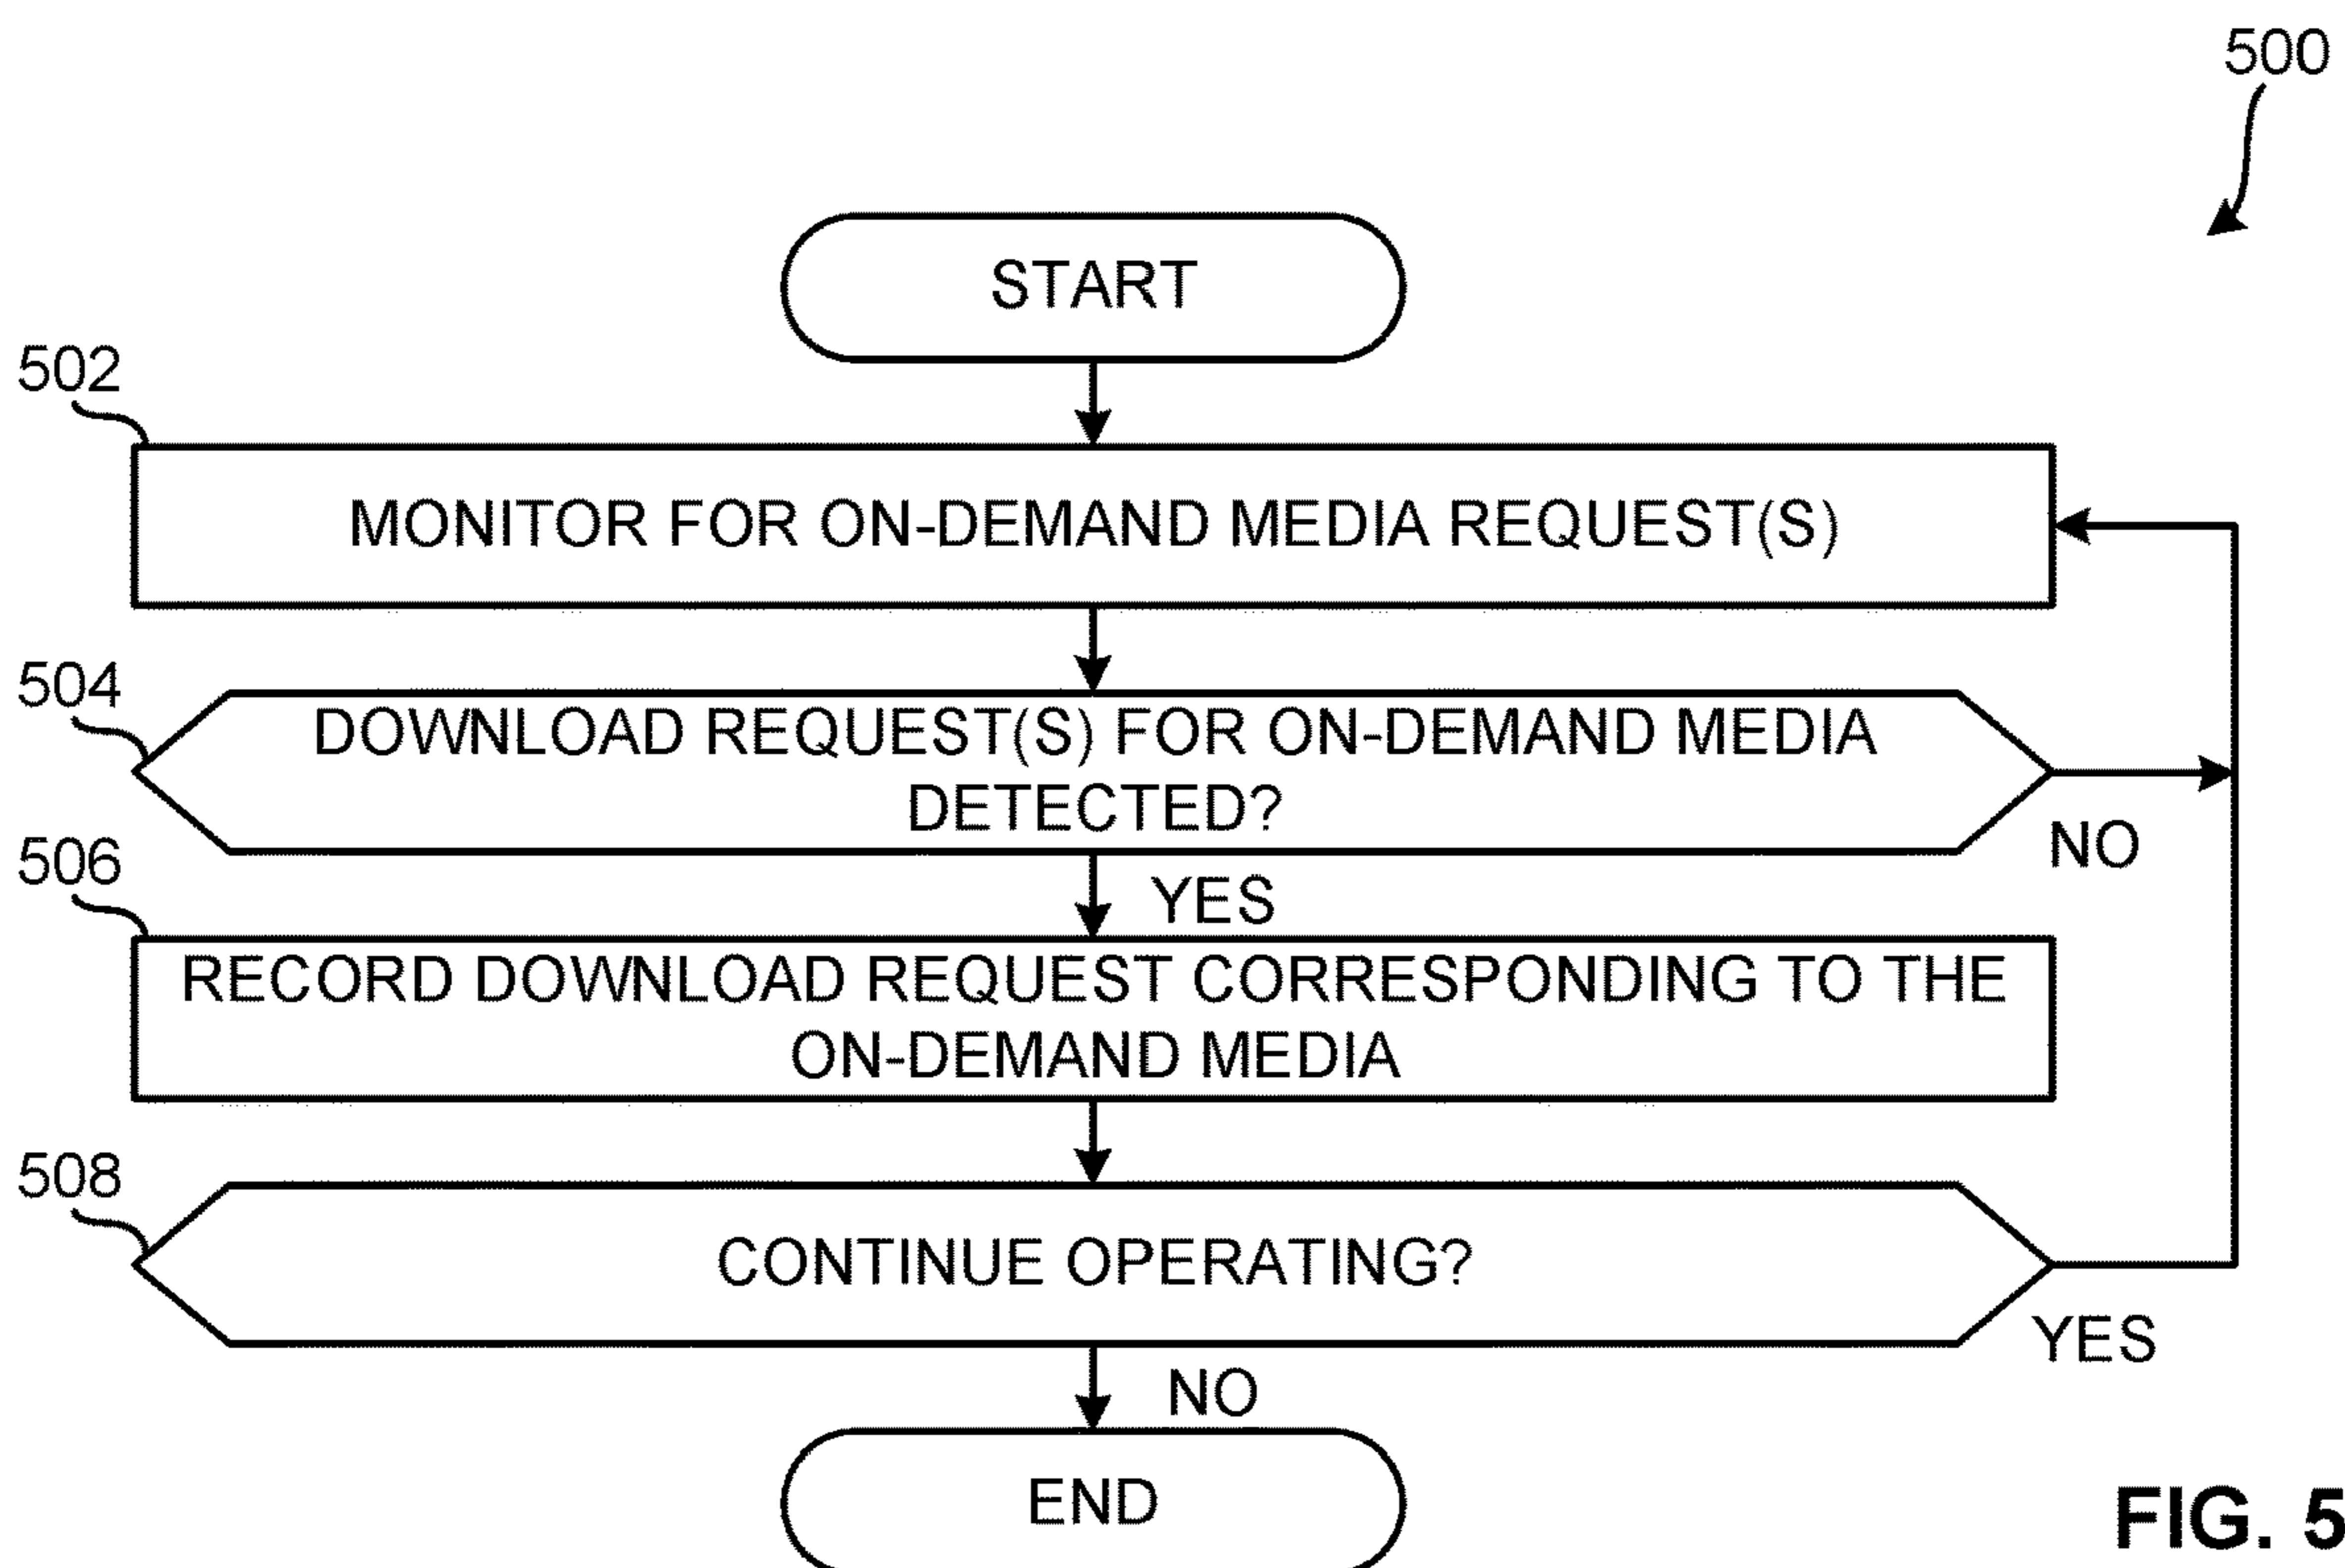 500
START
502
MONITOR FOR ON-DEMAND MEDIA REQUEST(S)
504
DOWNLOAD REQUEST(S) FOR ON-DEMAND MEDIA
DETECTED?
NO
506
YES
RECORD DOWNLOAD REQUEST CORRESPONDING TO THE
ON-DEMAND MEDIA
508
CONTINUE OPERATING?
YES
NO
END
FIG. 5